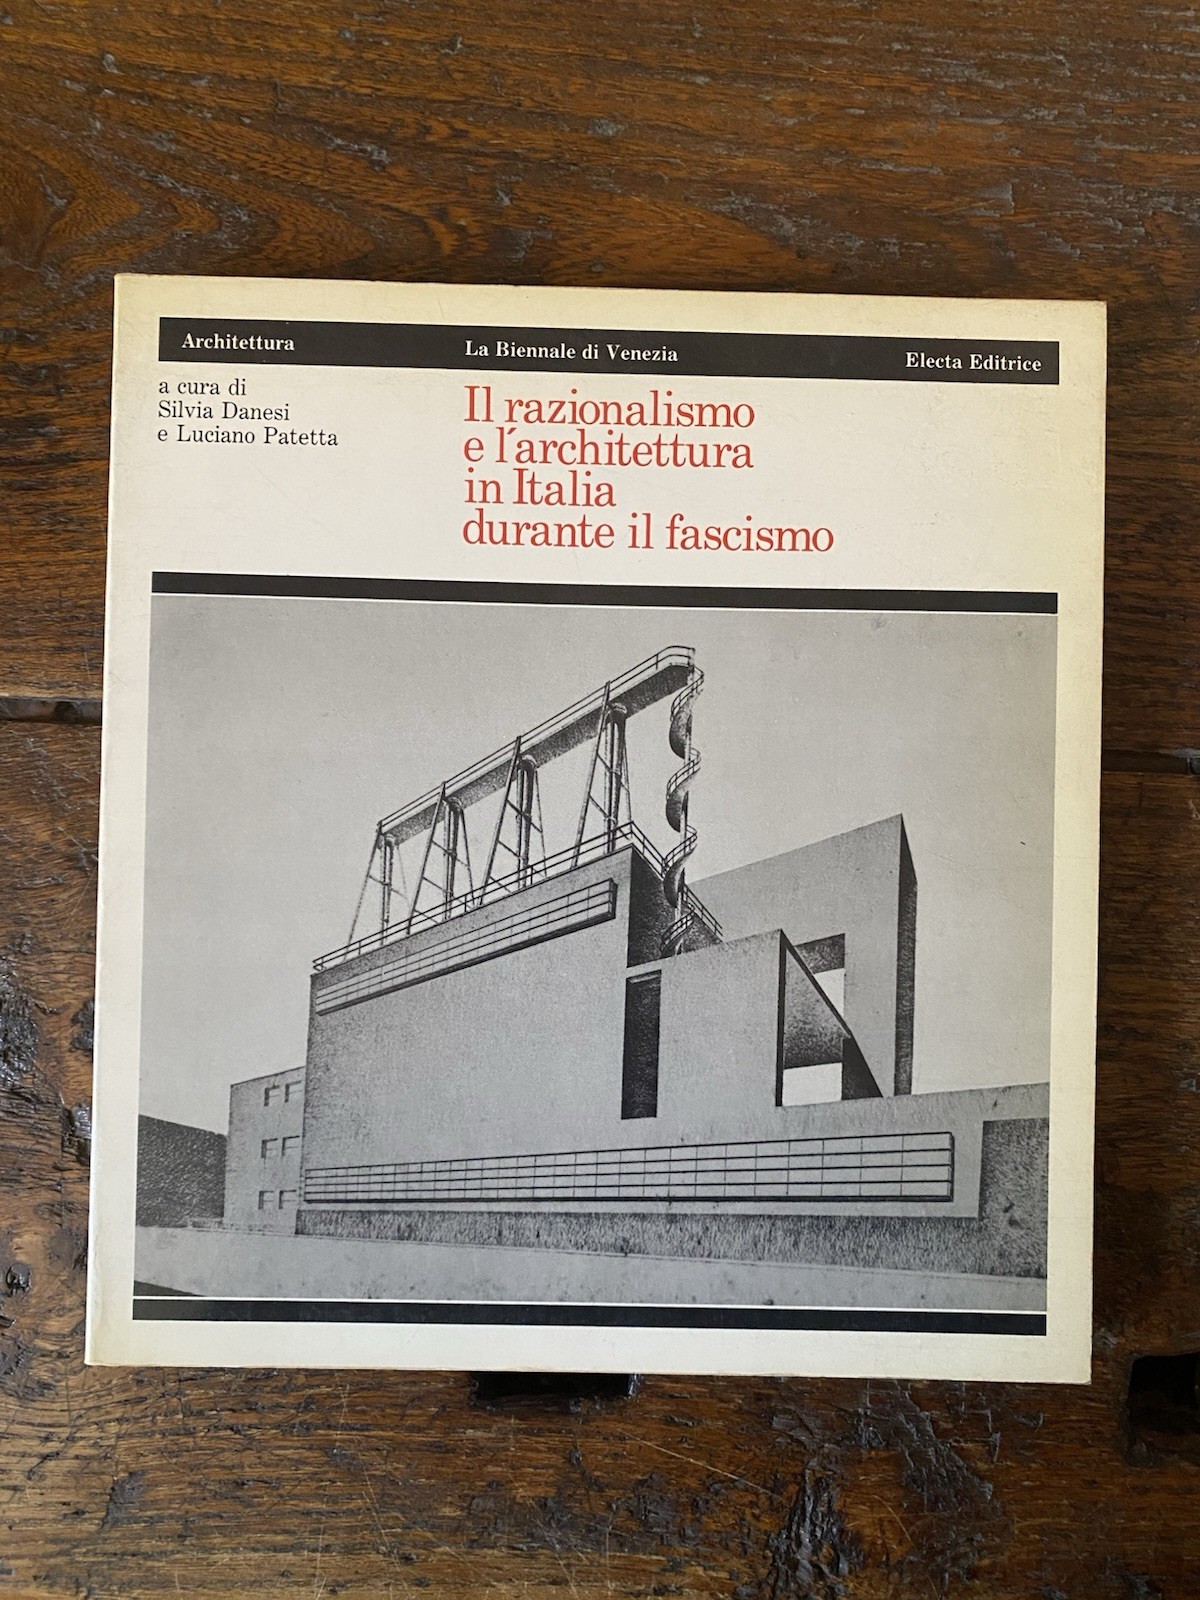 Architettura
La Biennale di Venezia
Electa Editrice
a cura di
Silvia Danesi
e Luciano Patetta
Il razionalismo
e l'architettura
in Italia
durante il fascismo